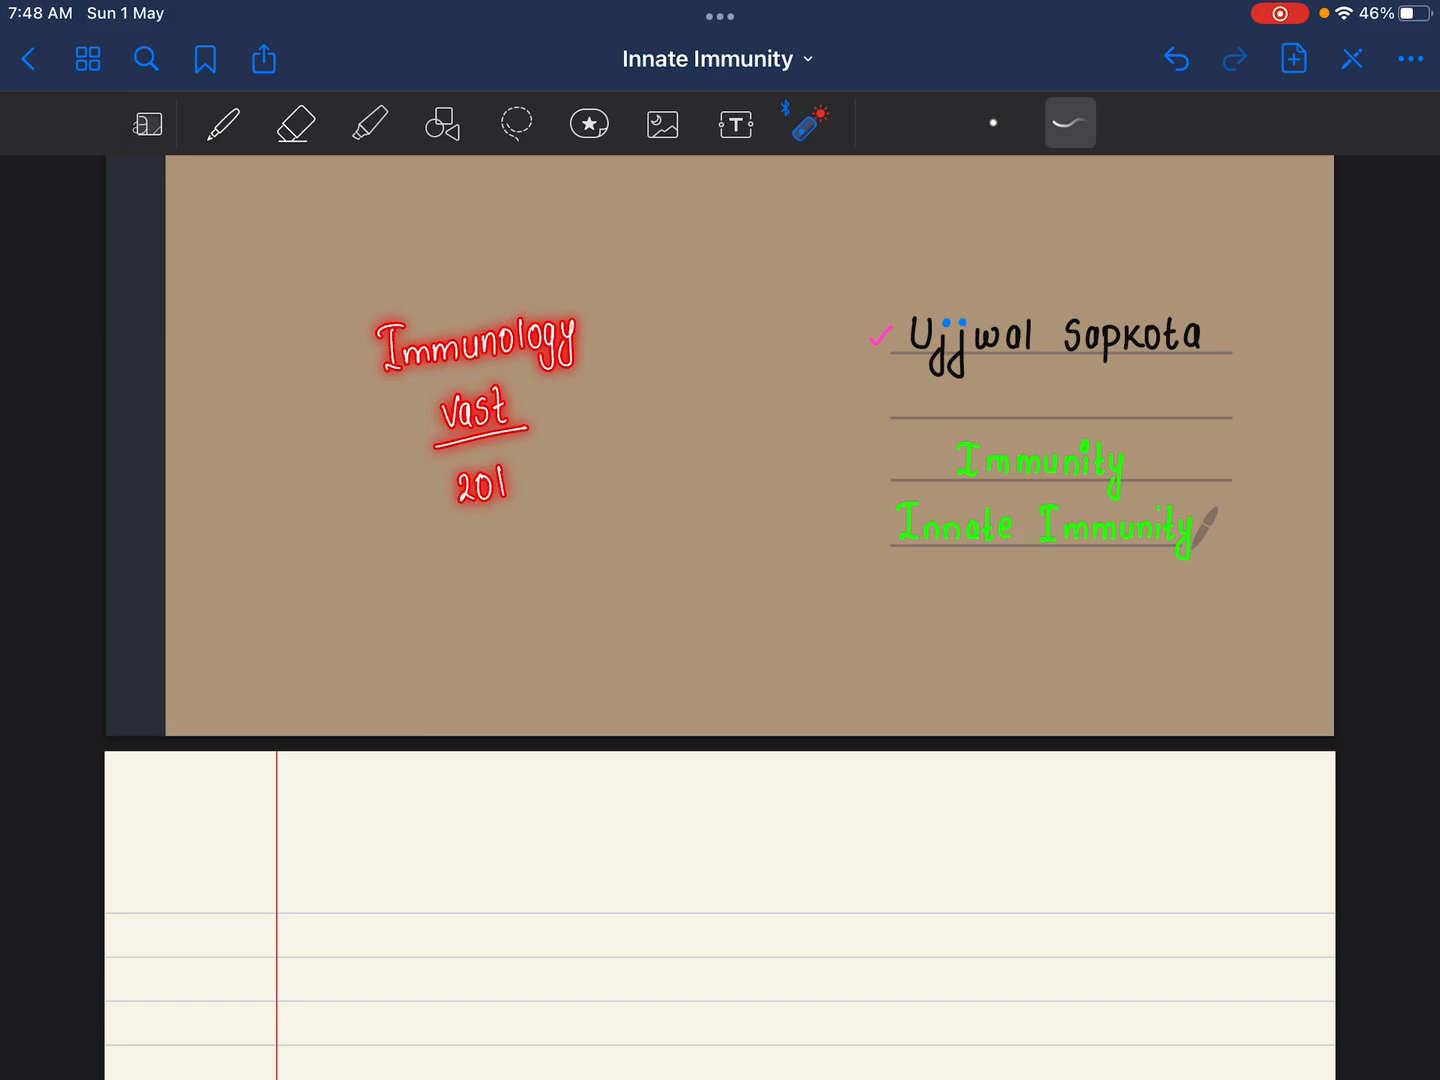 7:48 AM Sun 1 May
46%
Innate Immunity
T
Immunology
vast
201
Ujjwal Sapkota
Immunity
Innate Immunity